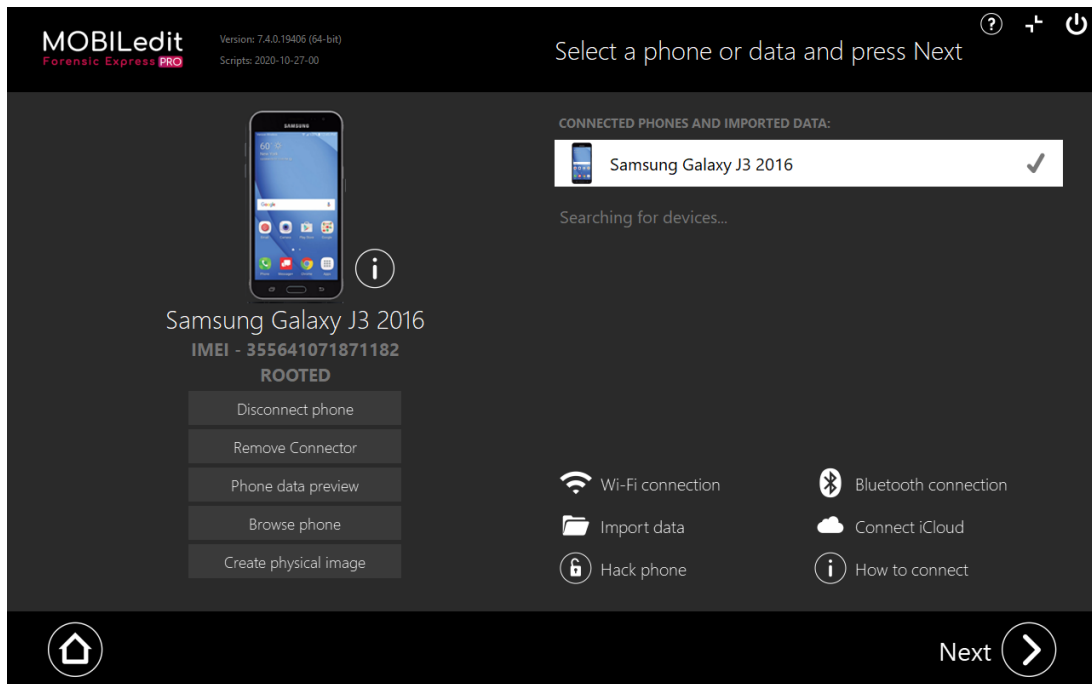 MOBILedit
Forensic Express PRO
Version: 7.4.0.19406 (64-bit)
Scripts: 2020-10-27-00
Select a phone or data and press Next
?
SAMSUNG
60°
Google
i
Samsung Galaxy J3 2016
IMEI - 355641071871182
ROOTED
Disconnect phone
Remove Connector
Phone data preview
Browse phone
Create physical image
CONNECTED PHONES AND IMPORTED DATA:
Samsung Galaxy J3 2016
Searching for devices...
Wi-Fi connection
Bluetooth connection
Import data
Connect iCloud
Hack phone
i How to connect
Next